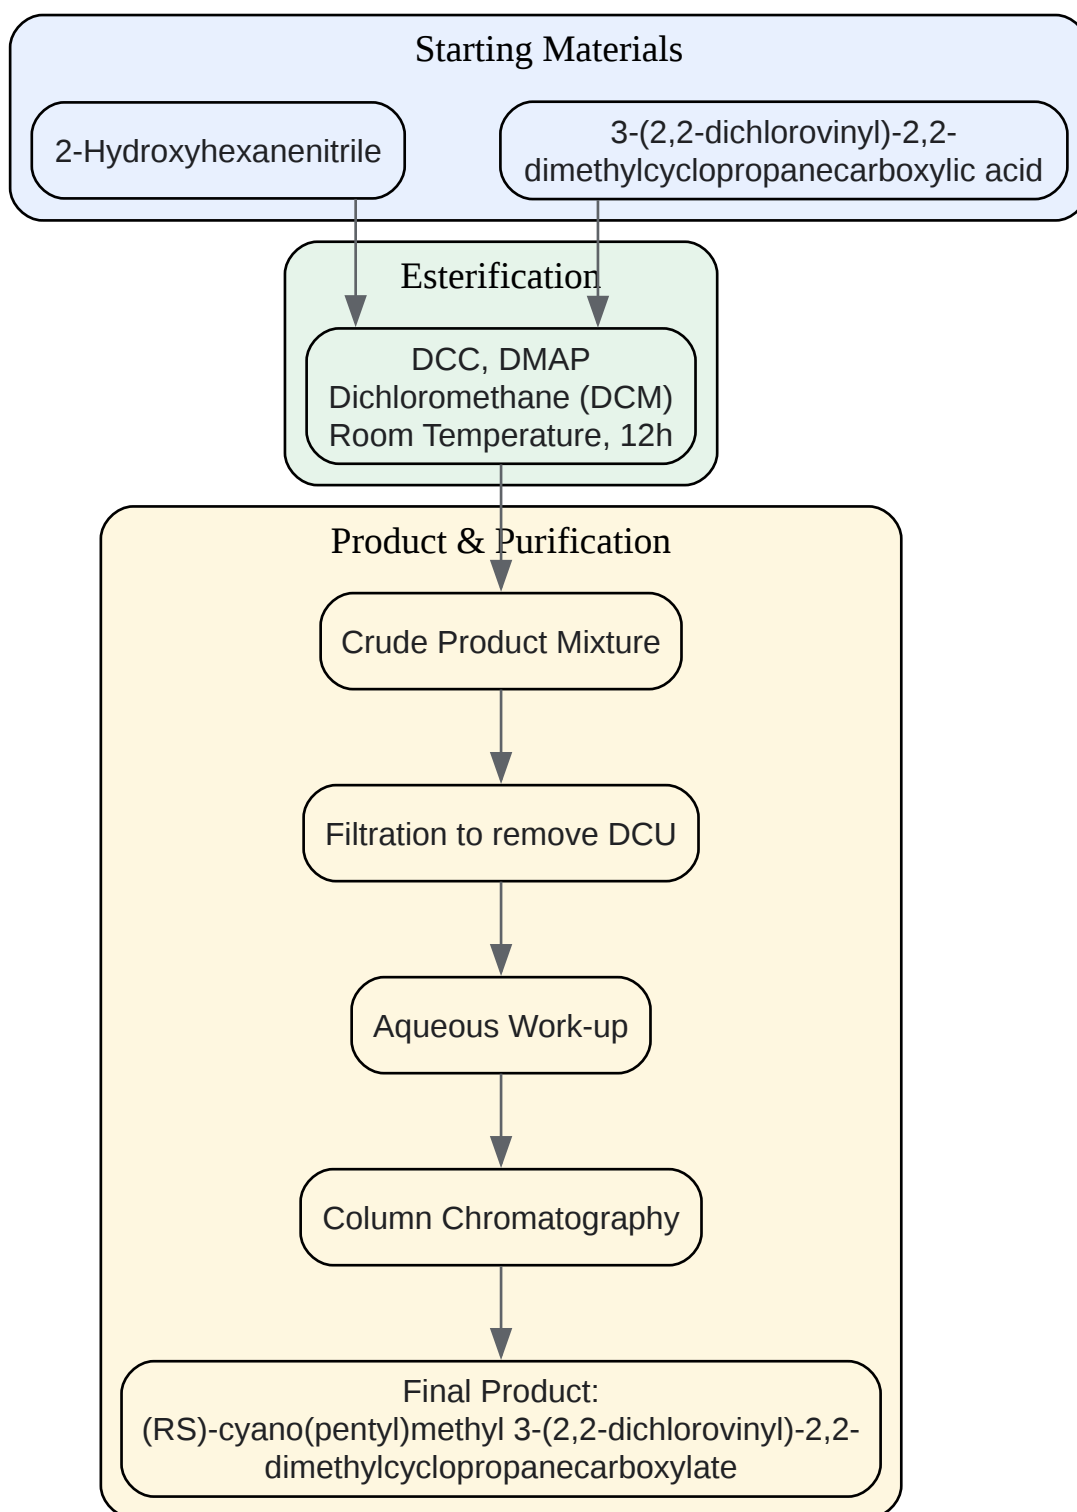 Starting Materials
2-Hydroxyhexanenitrile
3-(2,2-dichlorovinyl)-2,2-
dimethylcyclopropanecarboxylic acid
Esterification
DCC, DMAP
Dichloromethane (DCM)
Room Temperature, 12h
Product & Purification
Crude Product Mixture
Filtration to remove DCU
Aqueous Work-up
Column Chromatography
Final Product:
(RS)-cyano(pentyl)methyl 3-(2,2-dichlorovinyl)-2,2-
dimethylcyclopropanecarboxylate